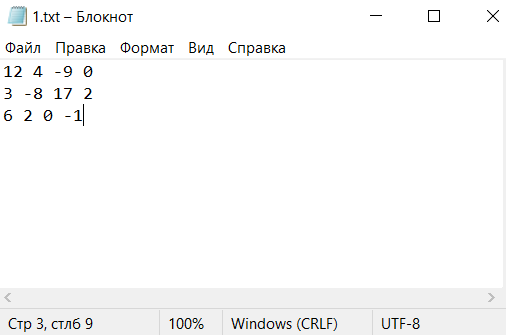 1.txt – Блокнот
Файл Правка Формат Вид Справка
12 4 -9 0
3 -8 17 2
6 2 0 -1
Стр 3, стлб 9 100% Windows (CRLF) UTF-8